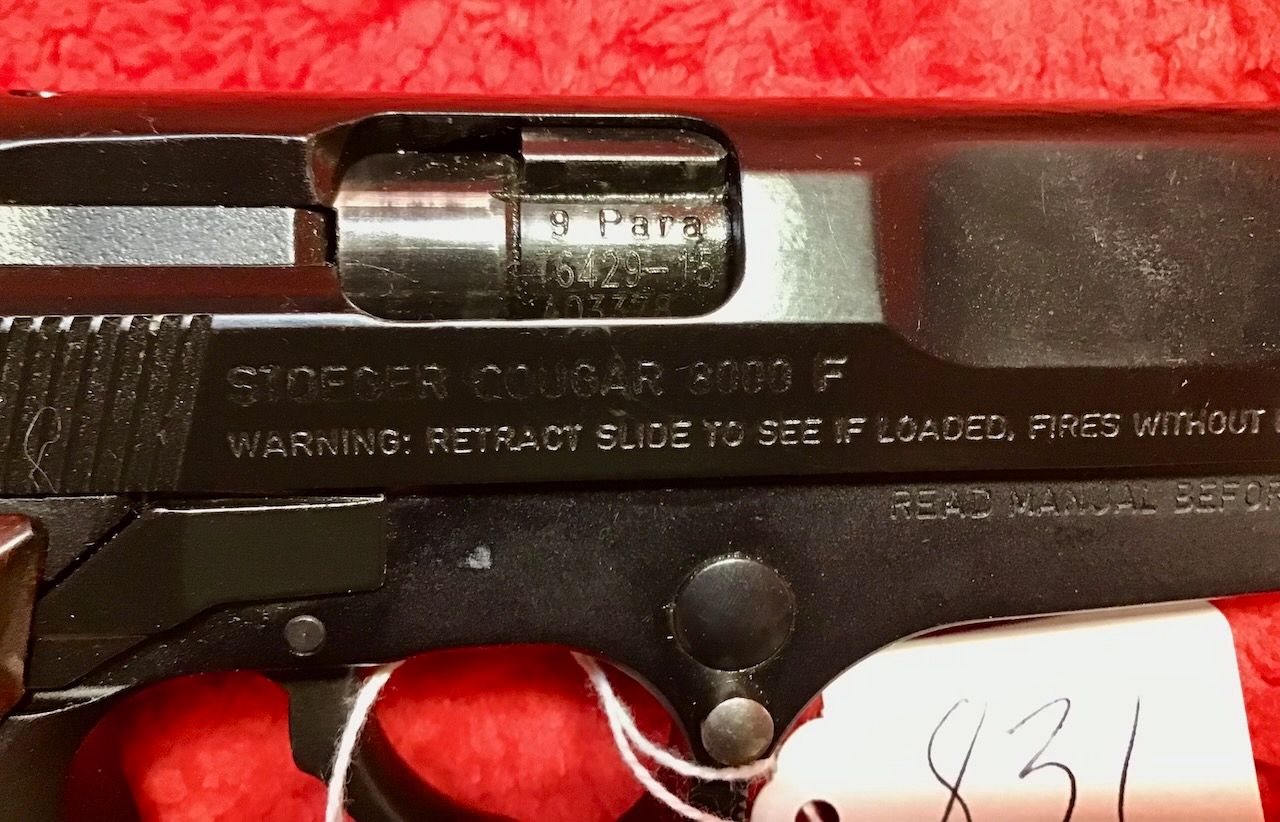 9 Para
6429-15
STOEGER COUGAR 8000 F
WARNING: RETRACT SLIDE TO SEE IF LOADED, FIRES WITHOUT
READ MANUAL
831